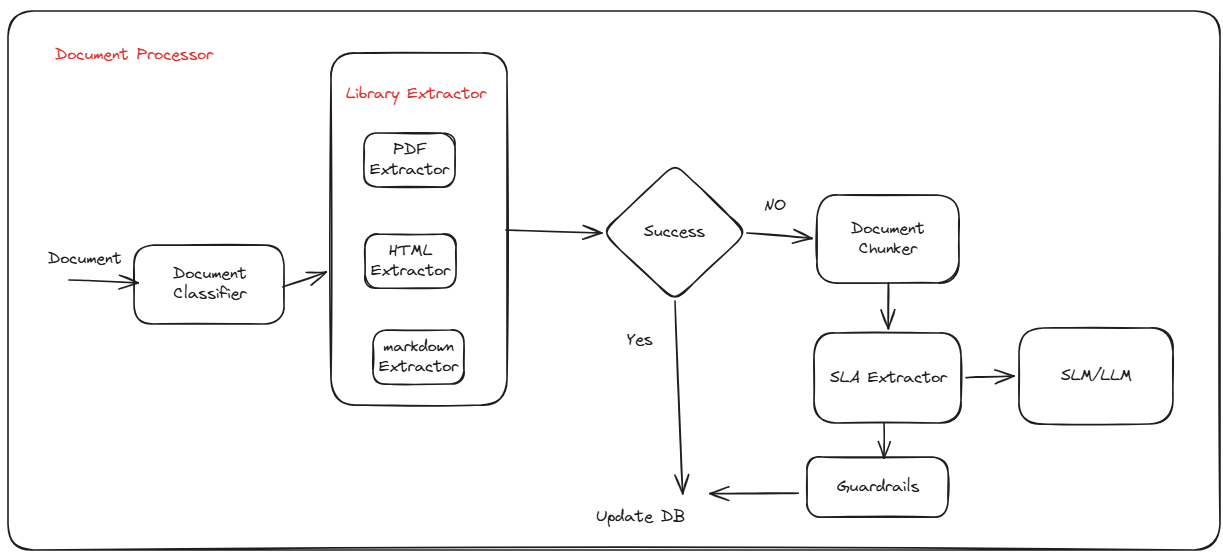 Document Processor
Library Extractor
PDF
Extractor
HTML
Extractor
markdown
Extractor
Document
Document
Classifier
Success
NO
Yes
Document
Chunker
SLA Extractor
SLM/LLM
Guardrails
Update DB